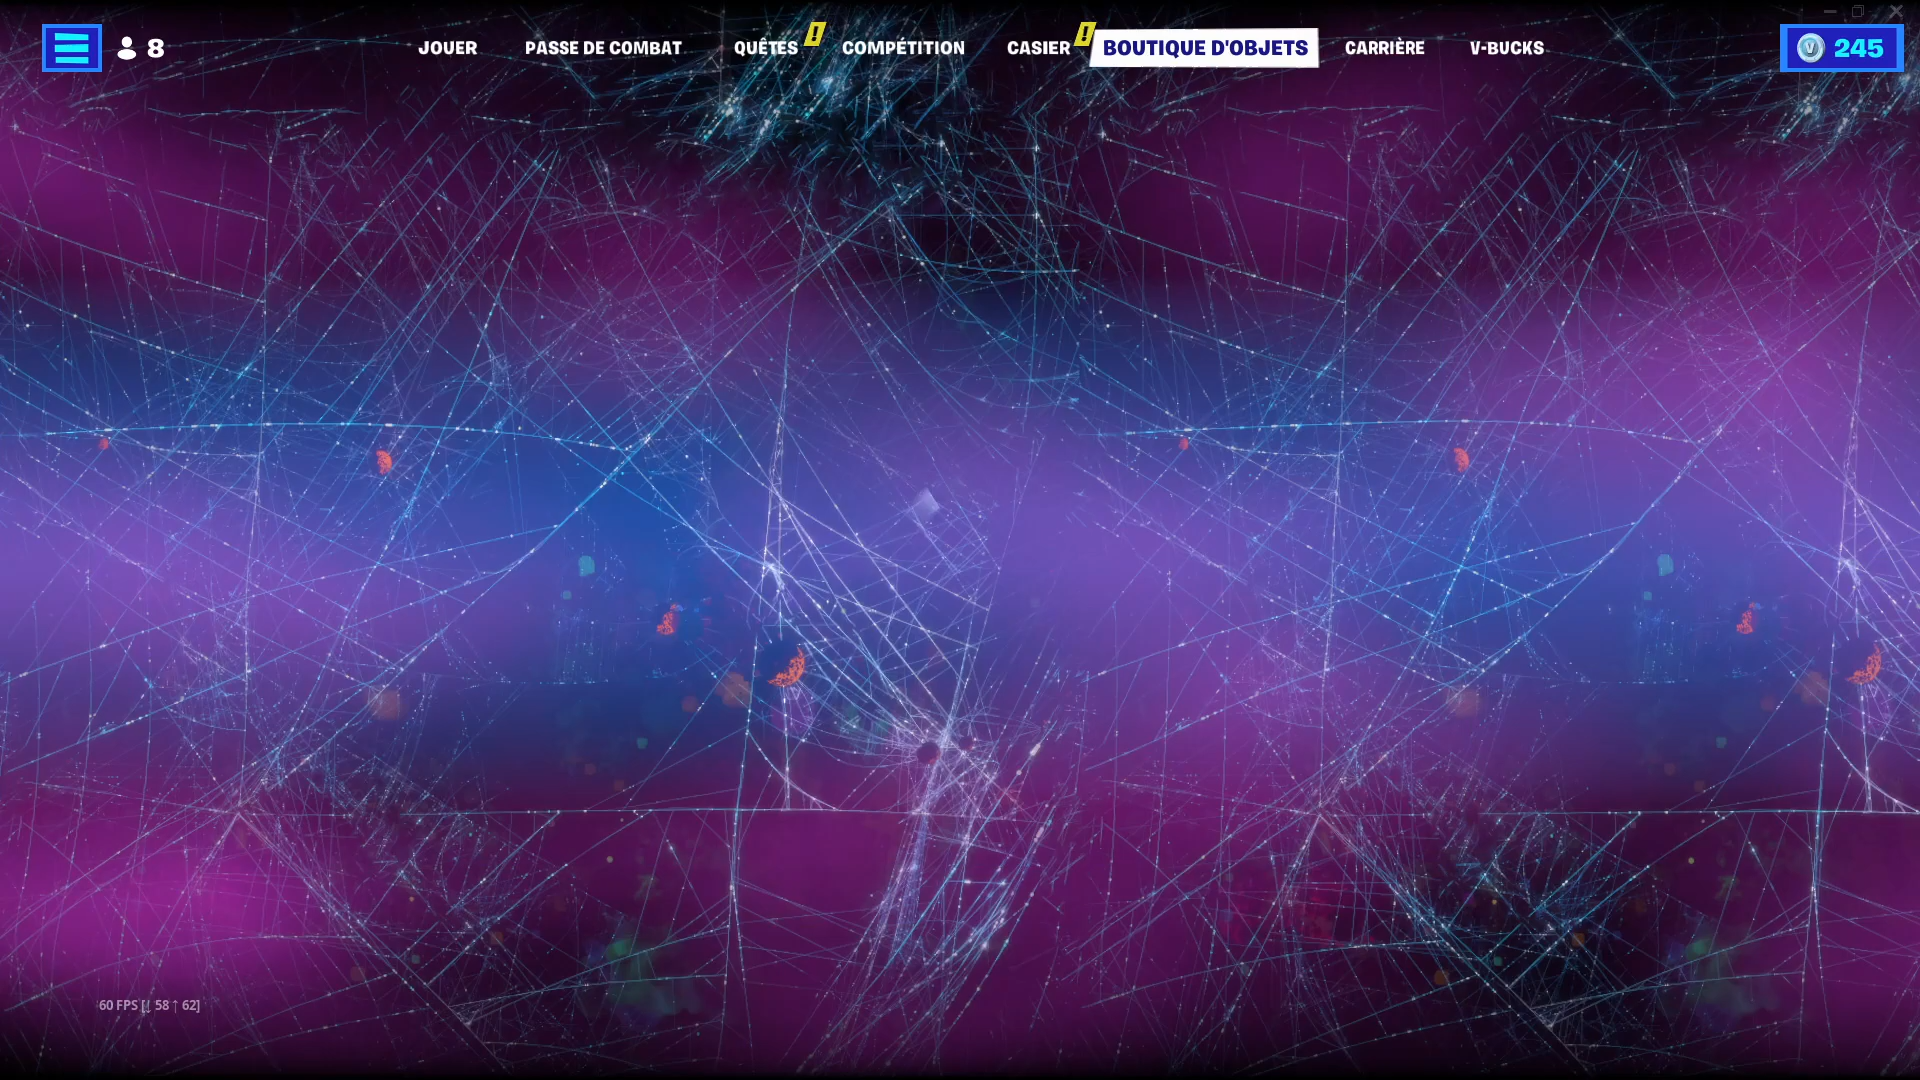 8
JOUER PASSE DE COMBAT QUÊTES ! COMPÉTITION CASIER ! BOUTIQUE D'OBJETS CARRIÈRE V-BUCKS
V 245
60 FPS [↓ 58 ↑ 62]